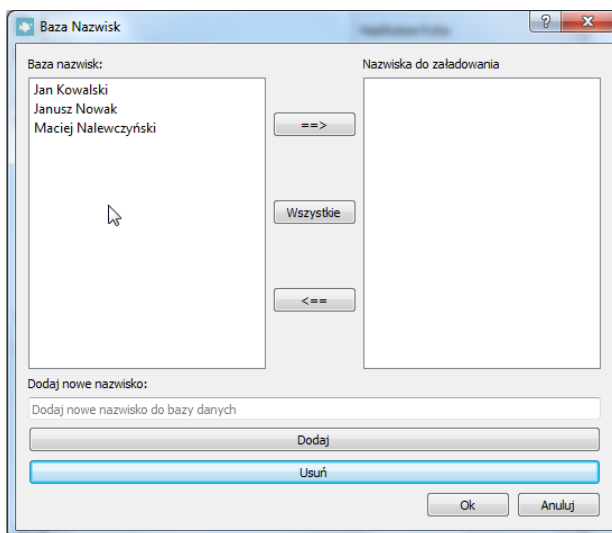 Baza Nazwisk
?
Baza nazwisk:
Nazwiska do załadowania
Jan Kowalski
Janusz Nowak
Maciej Nalewczyński
==>
Wszystkie
<==
Dodaj nowe nazwisko:
Dodaj nowe nazwisko do bazy danych
Dodaj
Usuń
Ok
Anuluj